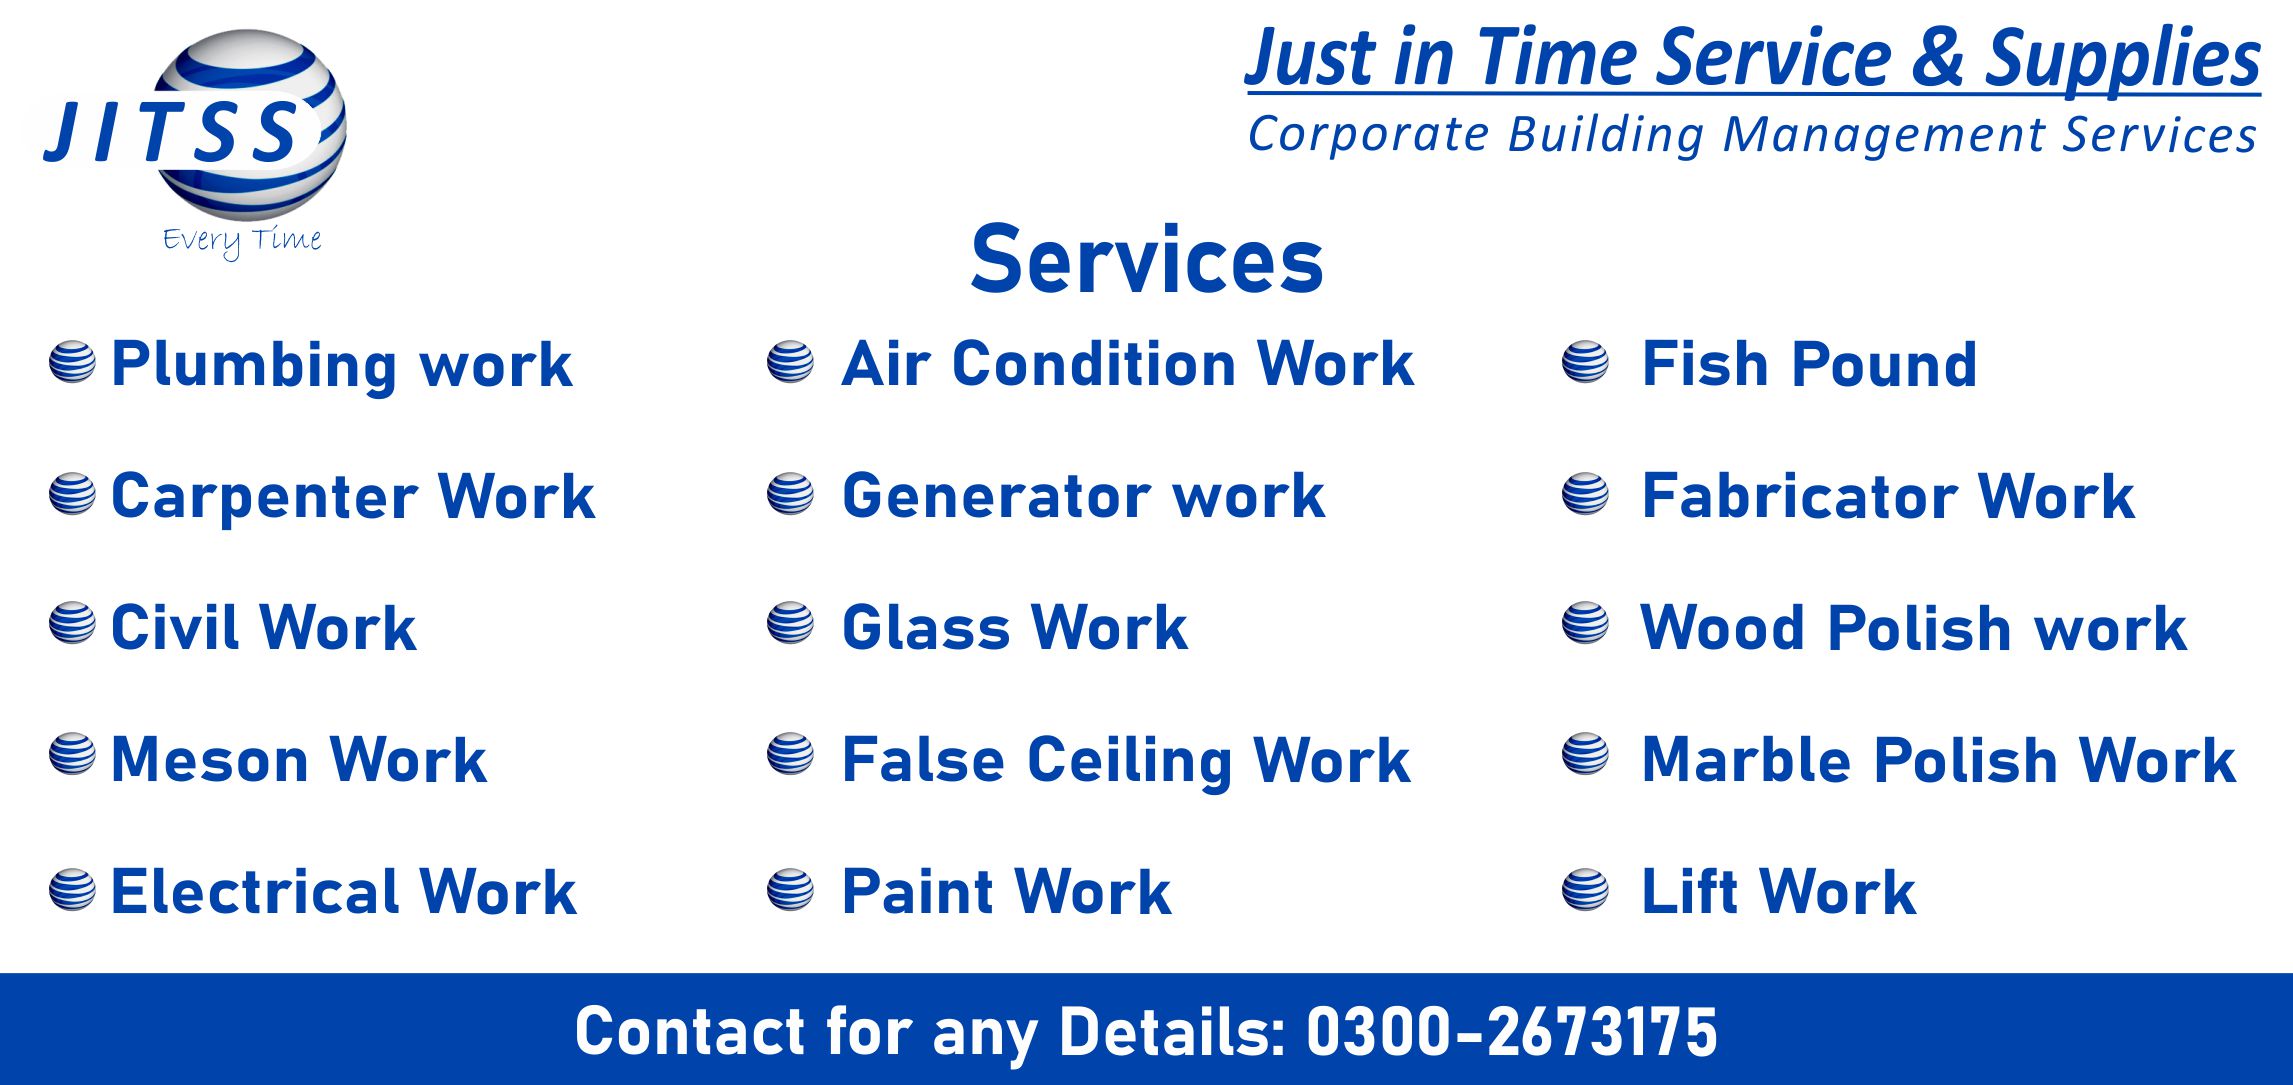 JITSS
Every Time
Just in Time Service & Supplies
Corporate Building Management Services
Services
Plumbing work
Carpenter Work
Civil Work
Meson Work
Electrical Work
Air Condition Work
Generator work
Glass Work
False Ceiling Work
Paint Work
Fish Pound
Fabricator Work
Wood Polish work
Marble Polish Work
Lift Work
Contact for any Details: 0300-2673175